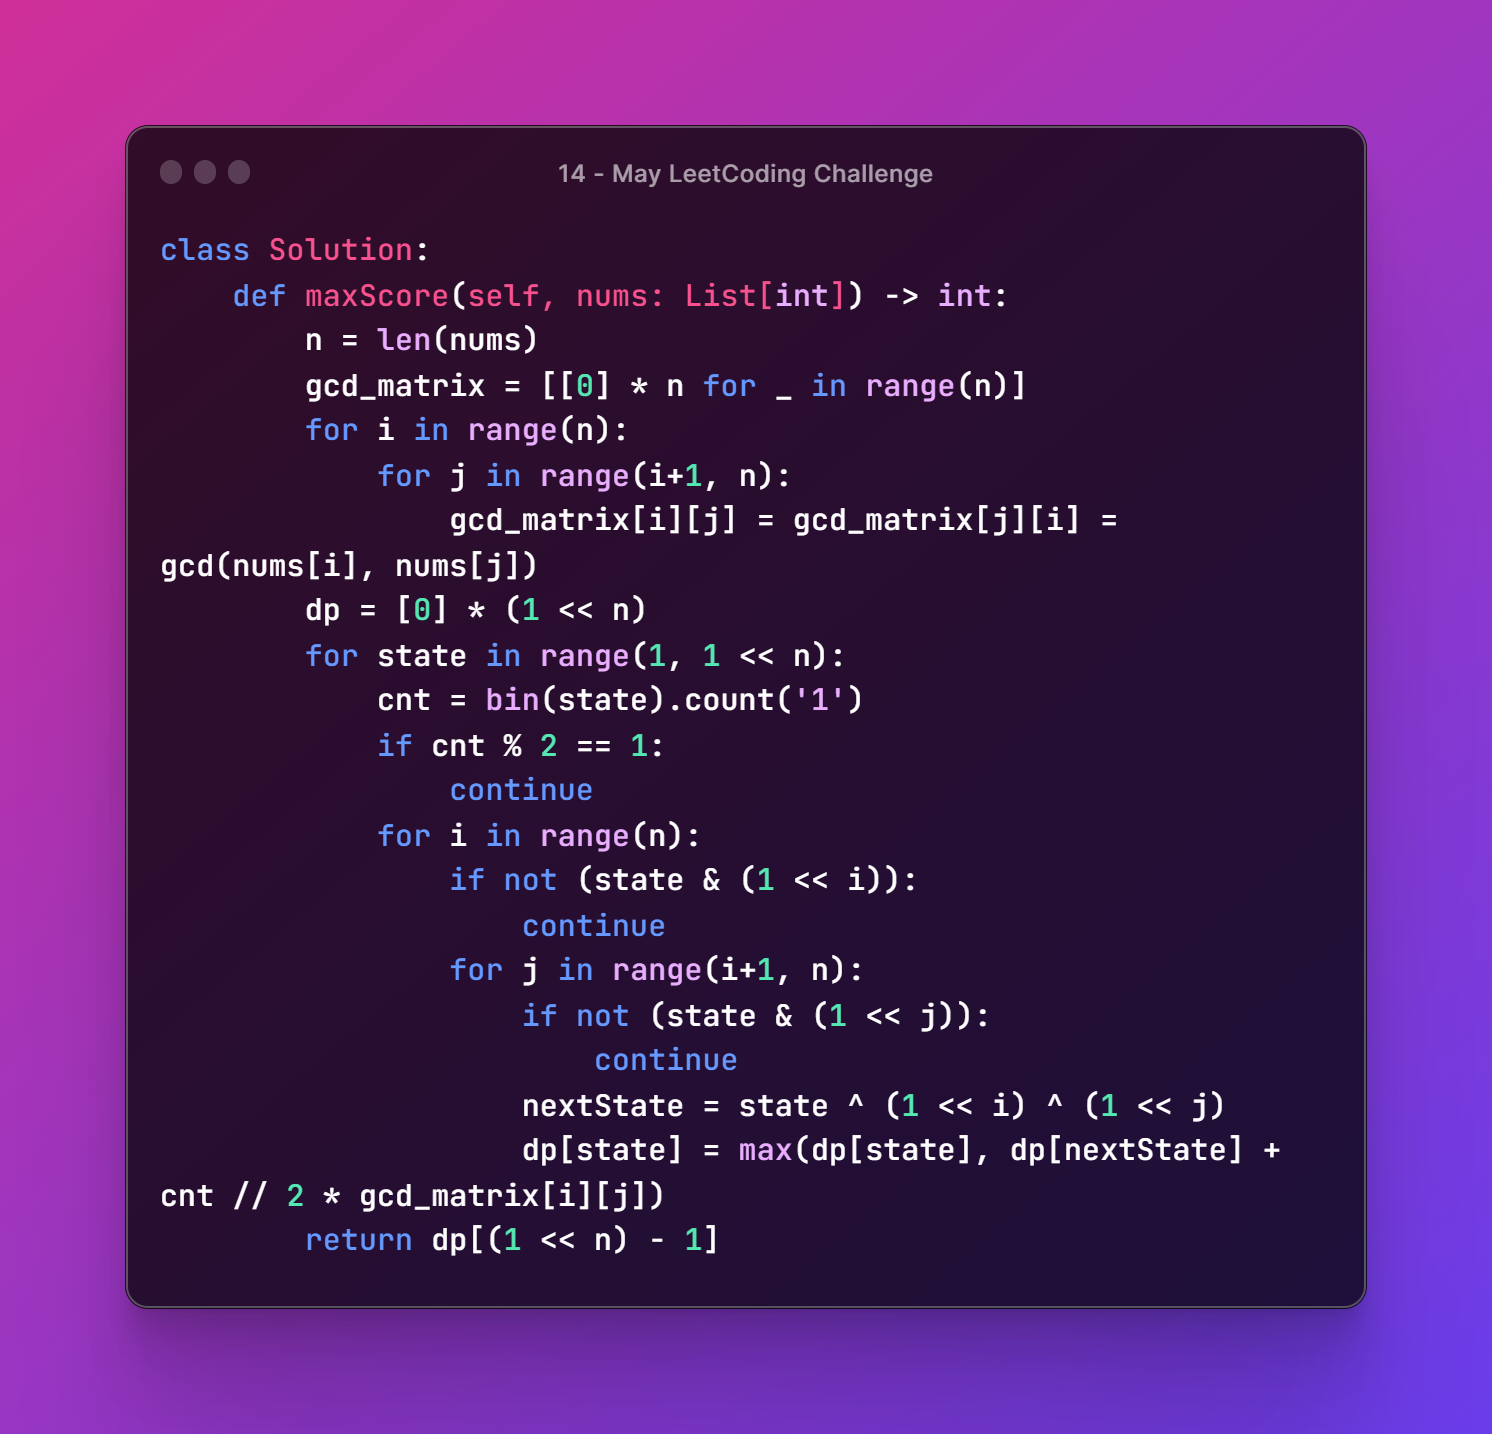 14 - May LeetCoding Challenge
class Solution:
    def maxScore(self, nums: List[int]) -> int:
        n = len(nums)
        gcd_matrix = [[0] * n for _ in range(n)]
        for i in range(n):
            for j in range(i+1, n):
                gcd_matrix[i][j] = gcd_matrix[j][i] =
gcd(nums[i], nums[j])
        dp = [0] * (1 << n)
        for state in range(1, 1 << n):
            cnt = bin(state).count('1')
            if cnt % 2 == 1:
                continue
            for i in range(n):
                if not (state & (1 << i)):
                    continue
                for j in range(i+1, n):
                    if not (state & (1 << j)):
                        continue
                    nextState = state ^ (1 << i) ^ (1 << j)
                    dp[state] = max(dp[state], dp[nextState] +
cnt // 2 * gcd_matrix[i][j])
        return dp[(1 << n) - 1]